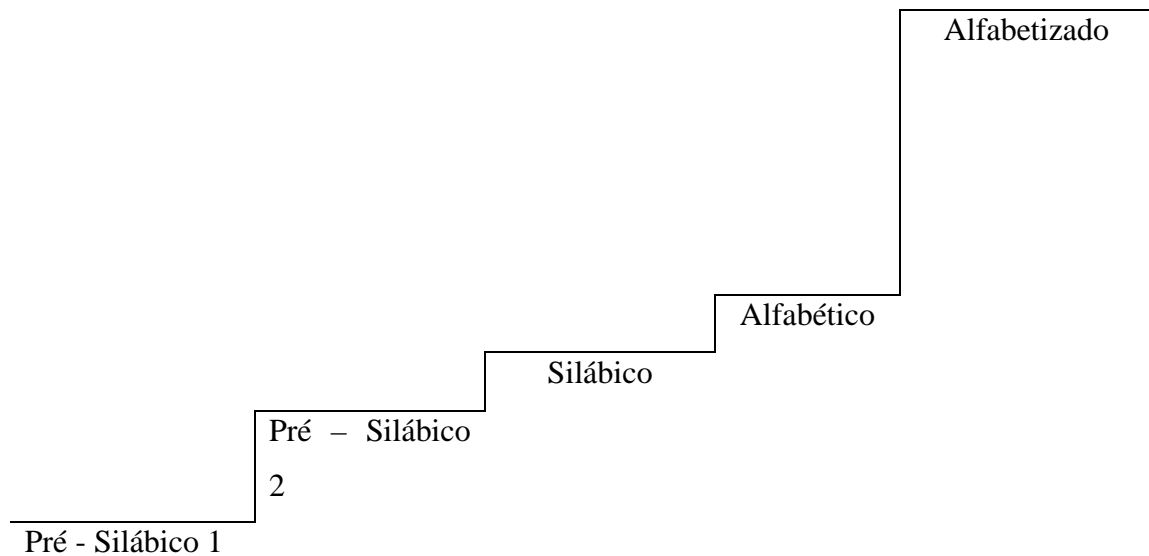 Alfabetizado
Alfabético
Silábico
Pré – Silábico
2
Pré - Silábico 1